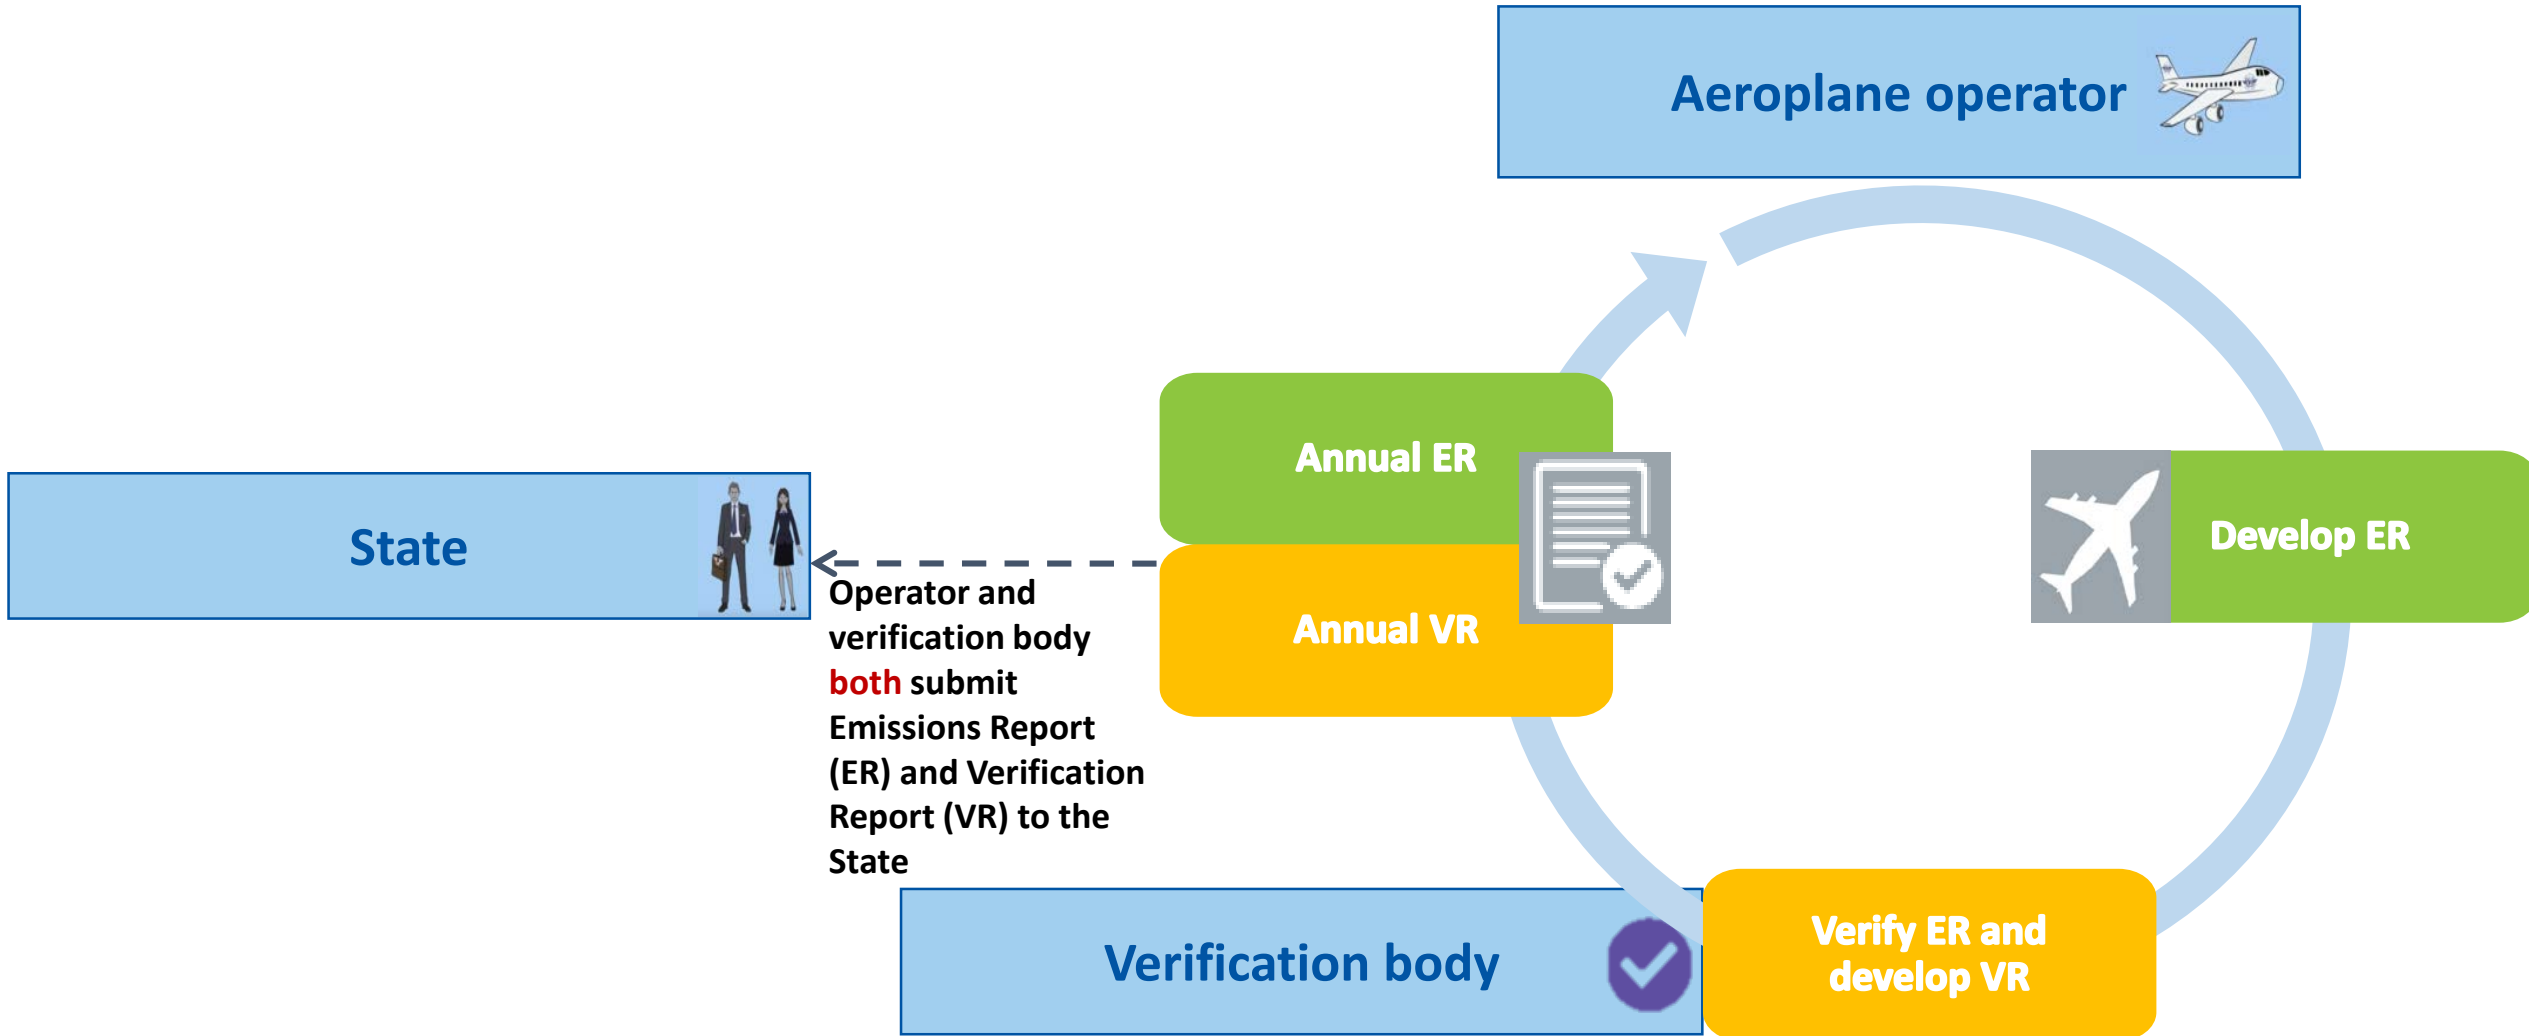 Aeroplane operator
Annual ER
State
Develop ER
Operator and
verification body
both submit
Emissions Report
(ER) and Verification
Report (VR) to the
State
Annual VR
Verification body
Verify ER and
develop VR